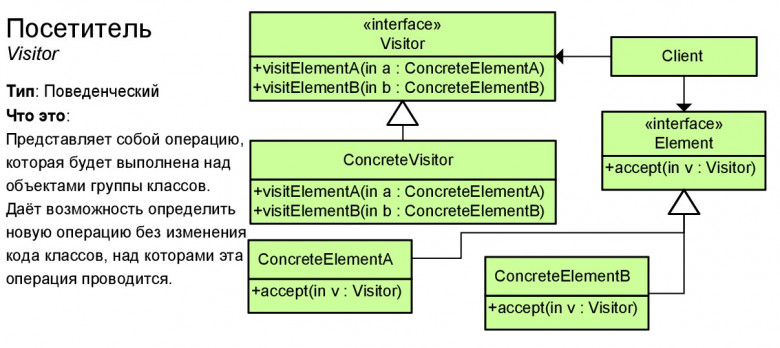 Посетитель
Visitor
Тип: Поведенческий
Что это:
Представляет собой операцию,
которая будет выполнена над
объектами группы классов.
Даёт возможность определить
новую операцию без изменения
кода классов, над которами эта
операция проводится.
«interface»
Visitor
+visitElementA(in a : ConcreteElementA)
+visitElementB(in b : ConcreteElementB)
Client
«interface»
Element
+accept(in v : Visitor)
ConcreteVisitor
+visitElementA(in a : ConcreteElementA)
+visitElementB(in b : ConcreteElementB)
ConcreteElementA
+accept(in v : Visitor)
ConcreteElementB
+accept(in v : Visitor)